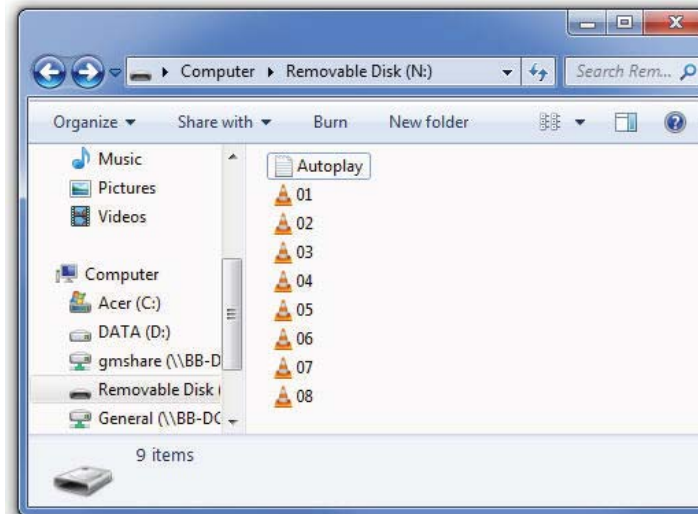 Computer ▸ Removable Disk (N:)
Search Rem...
Organize
Share with
Burn
New folder
Music
Pictures
Videos
Computer
Acer (C:)
DATA (D:)
gmshare (\\BB-D
Removable Disk (
General (\\BB-DC
Autoplay
01
02
03
04
05
06
07
08
9 items